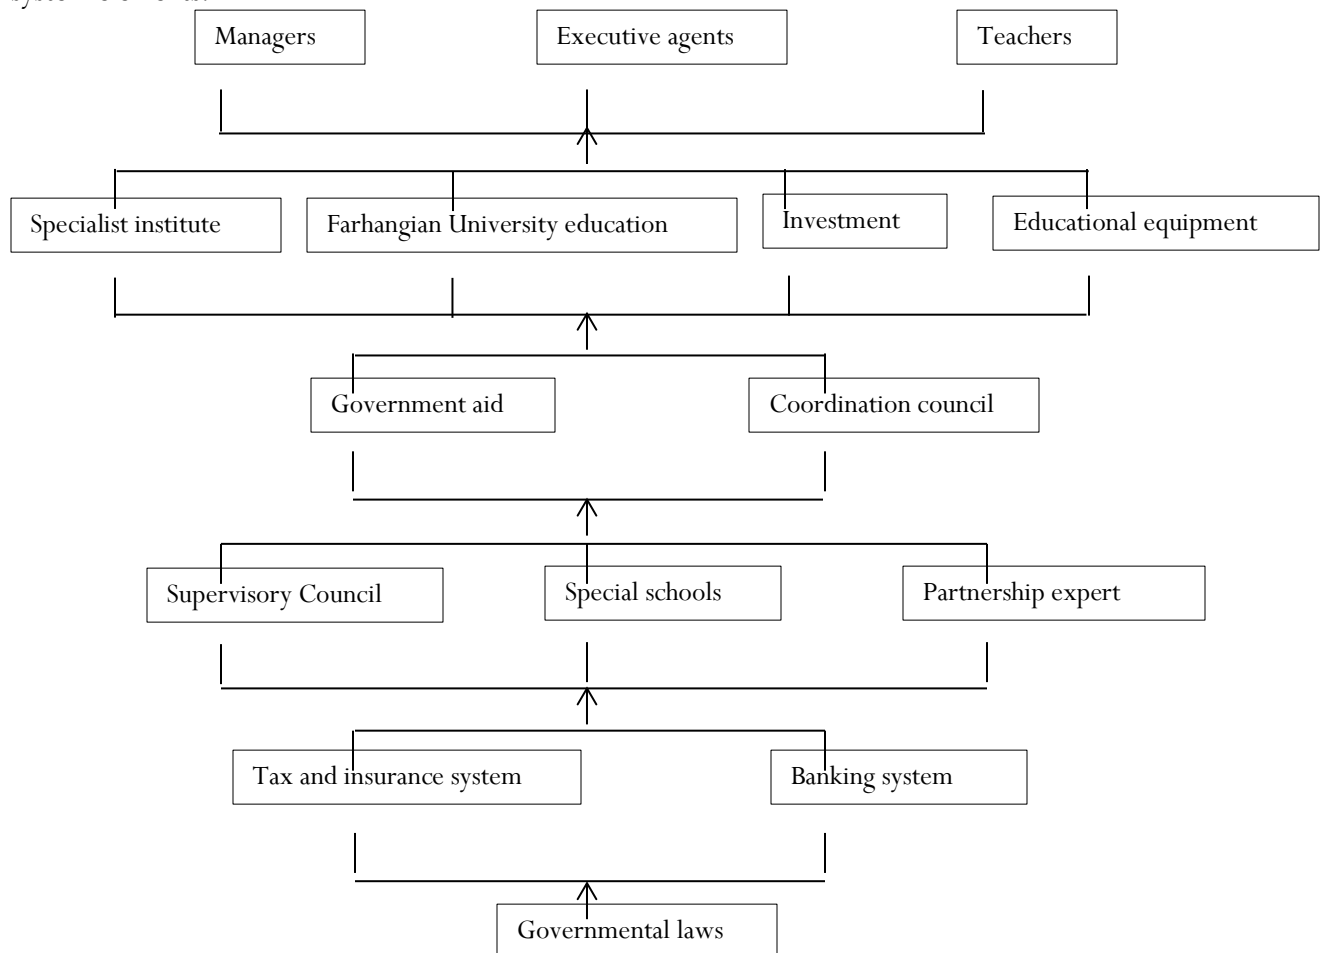 Managers
Executive agents
Teachers
Specialist institute
Farhangian University education
Investment
Educational equipment
Government aid
Coordination council
Supervisory Council
Special schools
Partnership expert
Tax and insurance system
Banking system
Governmental laws